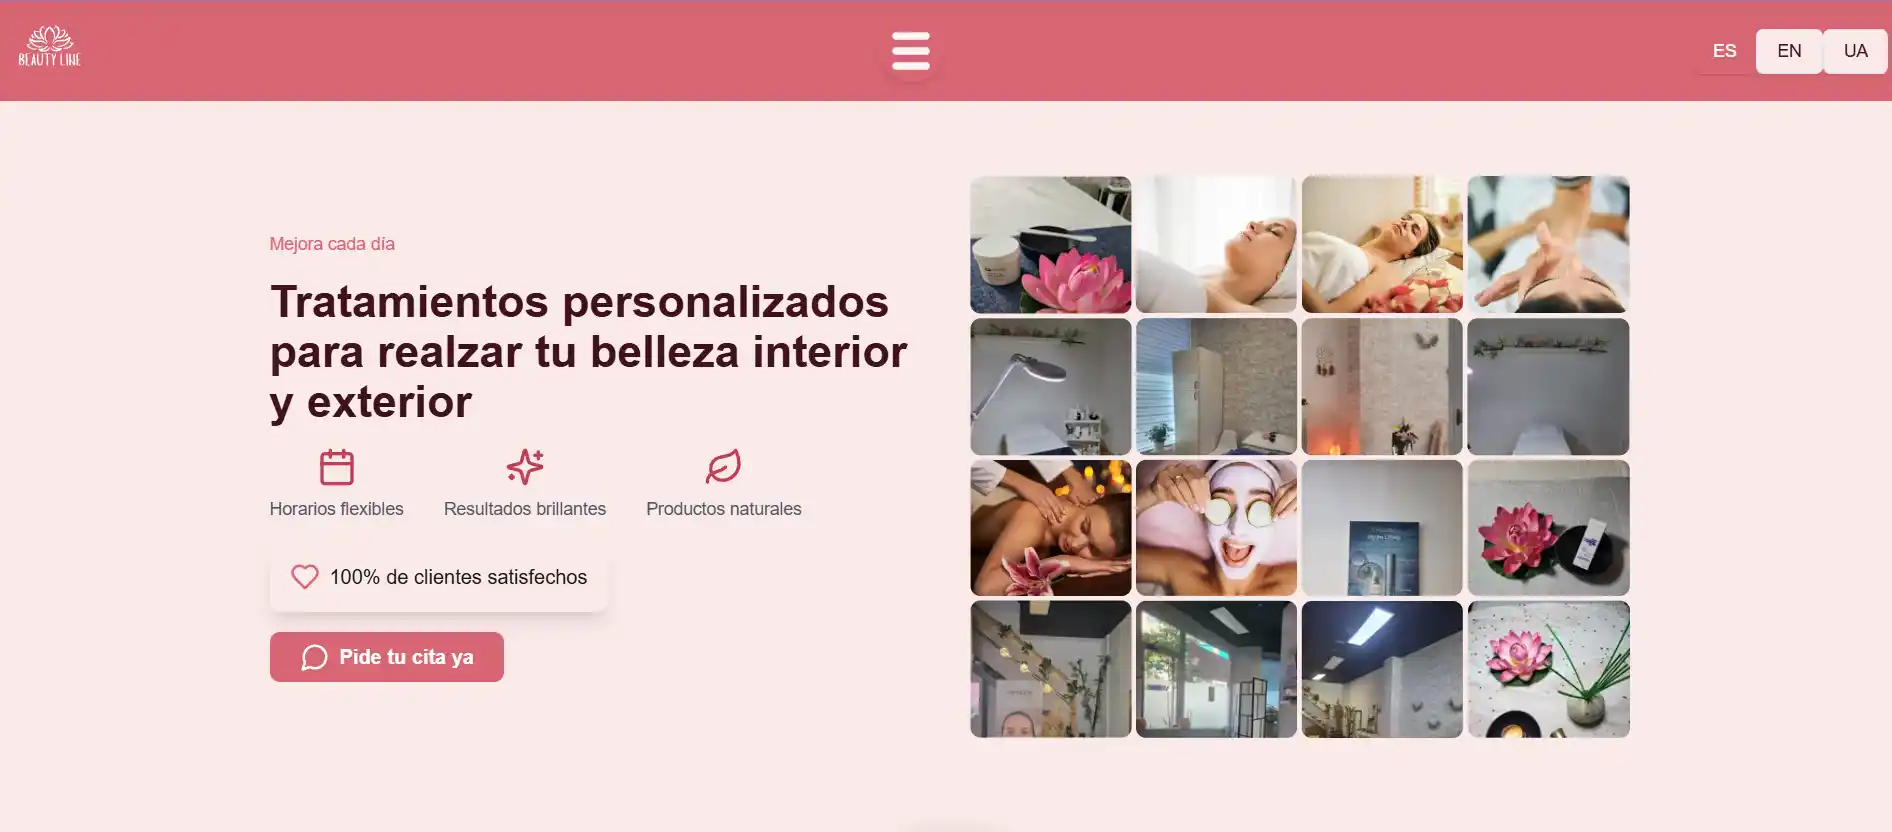 BEAUTY LINE
ES
EN
UA
Mejora cada día
Tratamientos personalizados
para realzar tu belleza interior
y exterior
Horarios flexibles
Resultados brillantes
Productos naturales
100% de clientes satisfechos
Pide tu cita ya